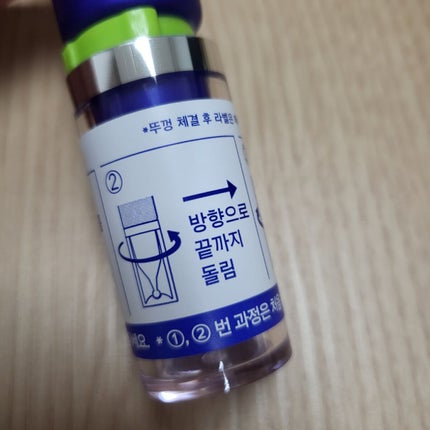 *뚜껑 체결 후 라벨은
②
방향으로
끝까지
돌림
* ①, ② 번 과정은